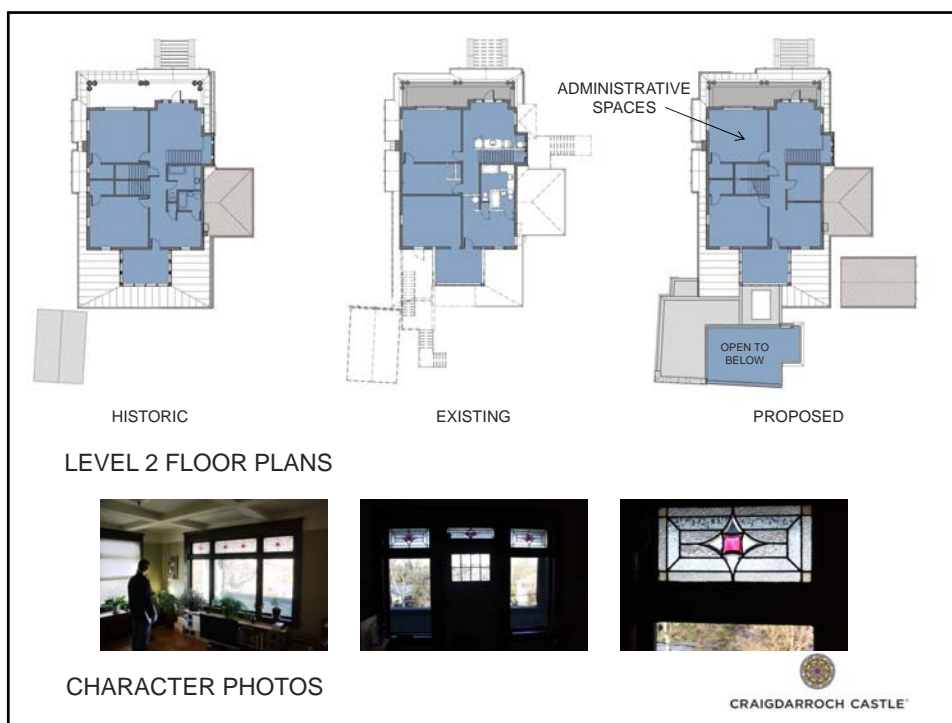 ADMINISTRATIVE
SPACES
OPEN TO
BELOW
HISTORIC
EXISTING
PROPOSED
LEVEL 2 FLOOR PLANS
CHARACTER PHOTOS
CRAIGDARROCH CASTLE